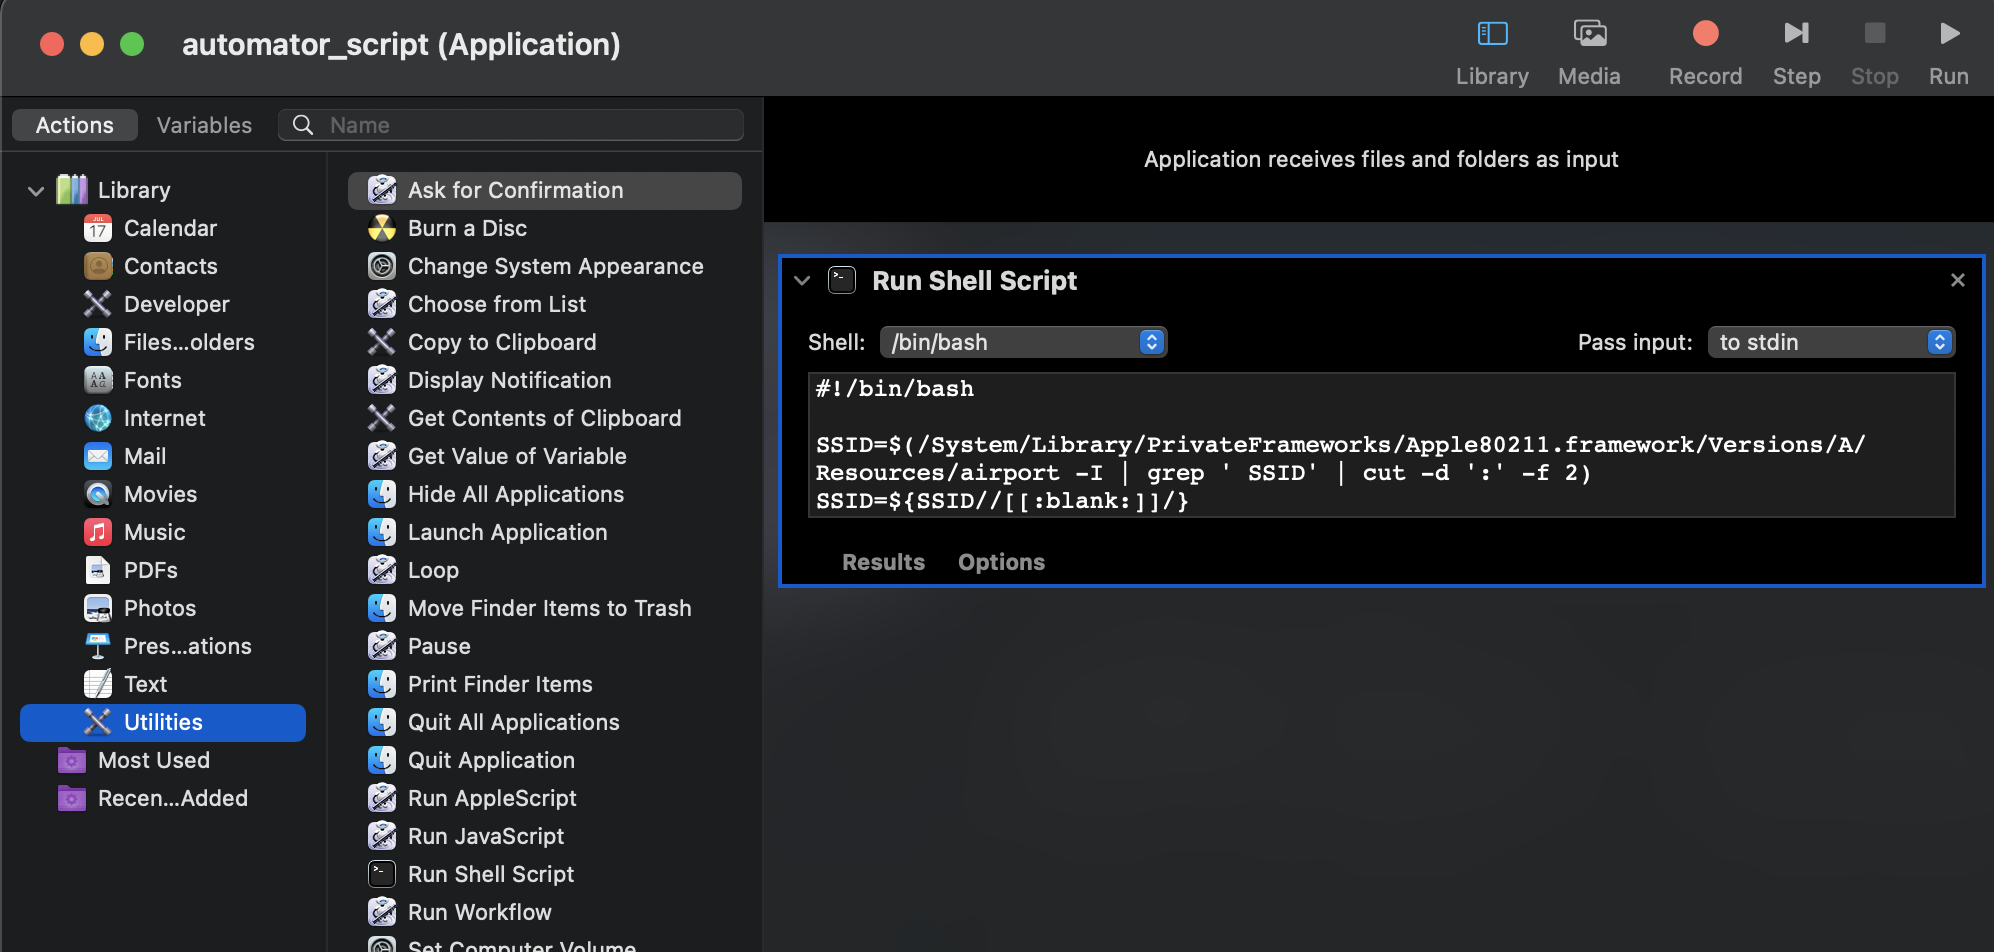 automator_script (Application)
Library
Media
Record
Step
Stop
Run
Actions
Variables
Name
Library
JUL
17
Calendar
Contacts
Developer
Files...olders
Fonts
Internet
Mail
Movies
Music
PDFs
Photos
Pres...ations
Text
Utilities
Most Used
Recen...Added
Ask for Confirmation
Burn a Disc
Change System Appearance
Choose from List
Copy to Clipboard
Display Notification
Get Contents of Clipboard
Get Value of Variable
Hide All Applications
Launch Application
Loop
Move Finder Items to Trash
Pause
Print Finder Items
Quit All Applications
Quit Application
Run AppleScript
Run JavaScript
Run Shell Script
Run Workflow
Set Computer Volume
Application receives files and folders as input
Run Shell Script
Shell: /bin/bash
Pass input: to stdin
#!/bin/bash
SSID=$(/System/Library/PrivateFrameworks/Apple80211.framework/Versions/A/
Resources/airport -I | grep ' SSID' | cut -d ':' -f 2)
SSID=${SSID//[[:blank:]]/}
Results
Options